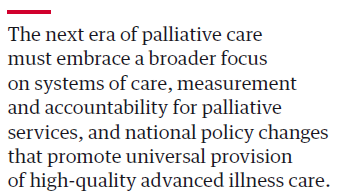 The next era of palliative care
must embrace a broader focus
on systems of care, measurement
and accountability for palliative
services, and national policy changes
that promote universal provision
of high-quality advanced illness care.